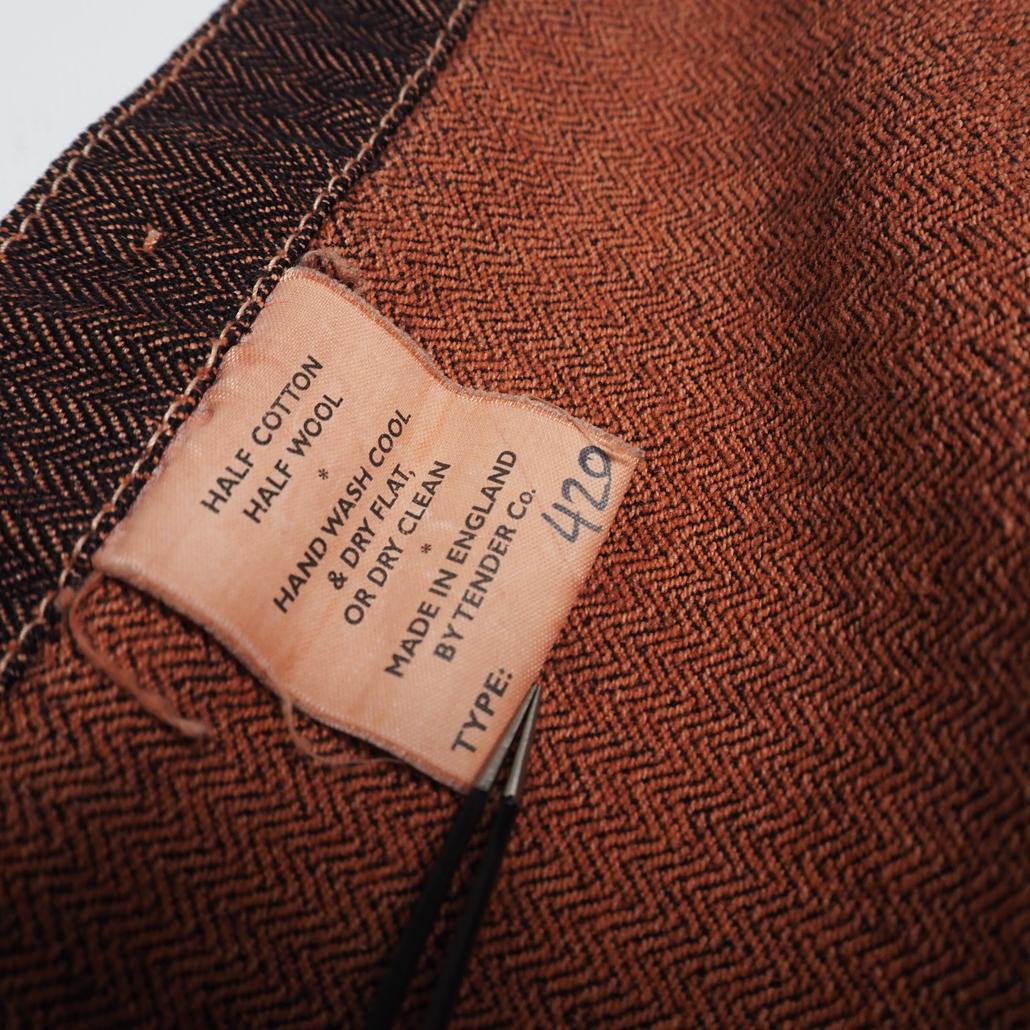 HALF COTTON
HALF WOOL
*
HAND WASH COOL
& DRY FLAT,
OR DRY CLEAN
*
MADE IN ENGLAND
BY TENDER Co.
TYPE: 420